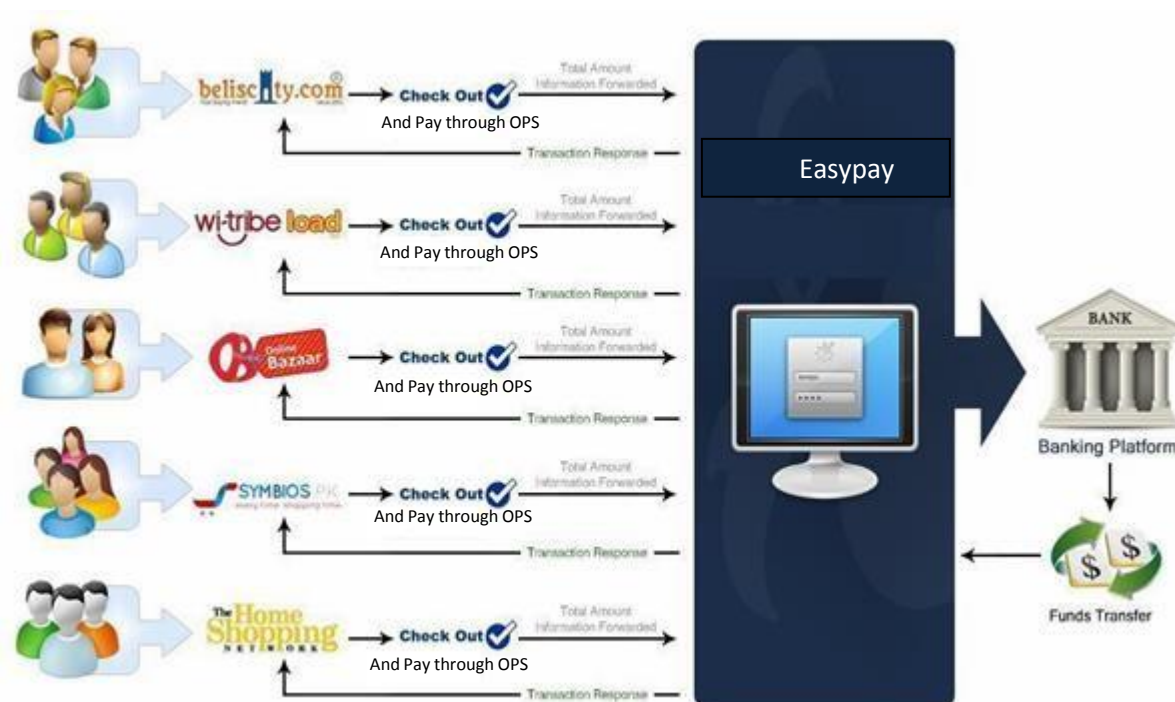 beliscity.com®
Check Out
And Pay through OPS
Total Amount
Information Forwarded
Transaction Response
Easypay
wi-tribe load
Check Out
And Pay through OPS
Total Amount
Information Forwarded
Transaction Response
Online
Bazaar
Check Out
And Pay through OPS
Total Amount
Information Forwarded
Transaction Response
BANK
Banking Platform
SYMBIOS PK
every time shopping time
Check Out
And Pay through OPS
Total Amount
Information Forwarded
Transaction Response
$ $
Funds Transfer
The Home
Shopping
NETWORK
Check Out
And Pay through OPS
Total Amount
Information Forwarded
Transaction Response